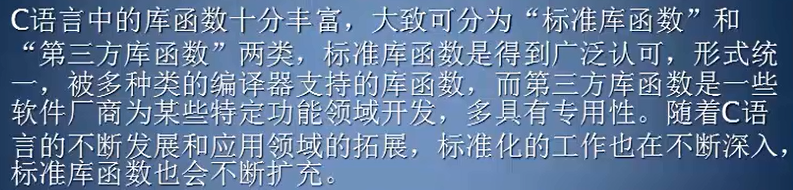 C语言中的库函数十分丰富，大致可分为“标准库函数”和
“第三方库函数”两类，标准库函数是得到广泛认可，形式统
一，被多种类的编译器支持的库函数，而第三方库函数是一些
软件厂商为某些特定功能领域开发，多具有专用性。随着C语
言的不断发展和应用领域的拓展，标准化的工作也在不断深入，
标准库函数也会不断扩充。